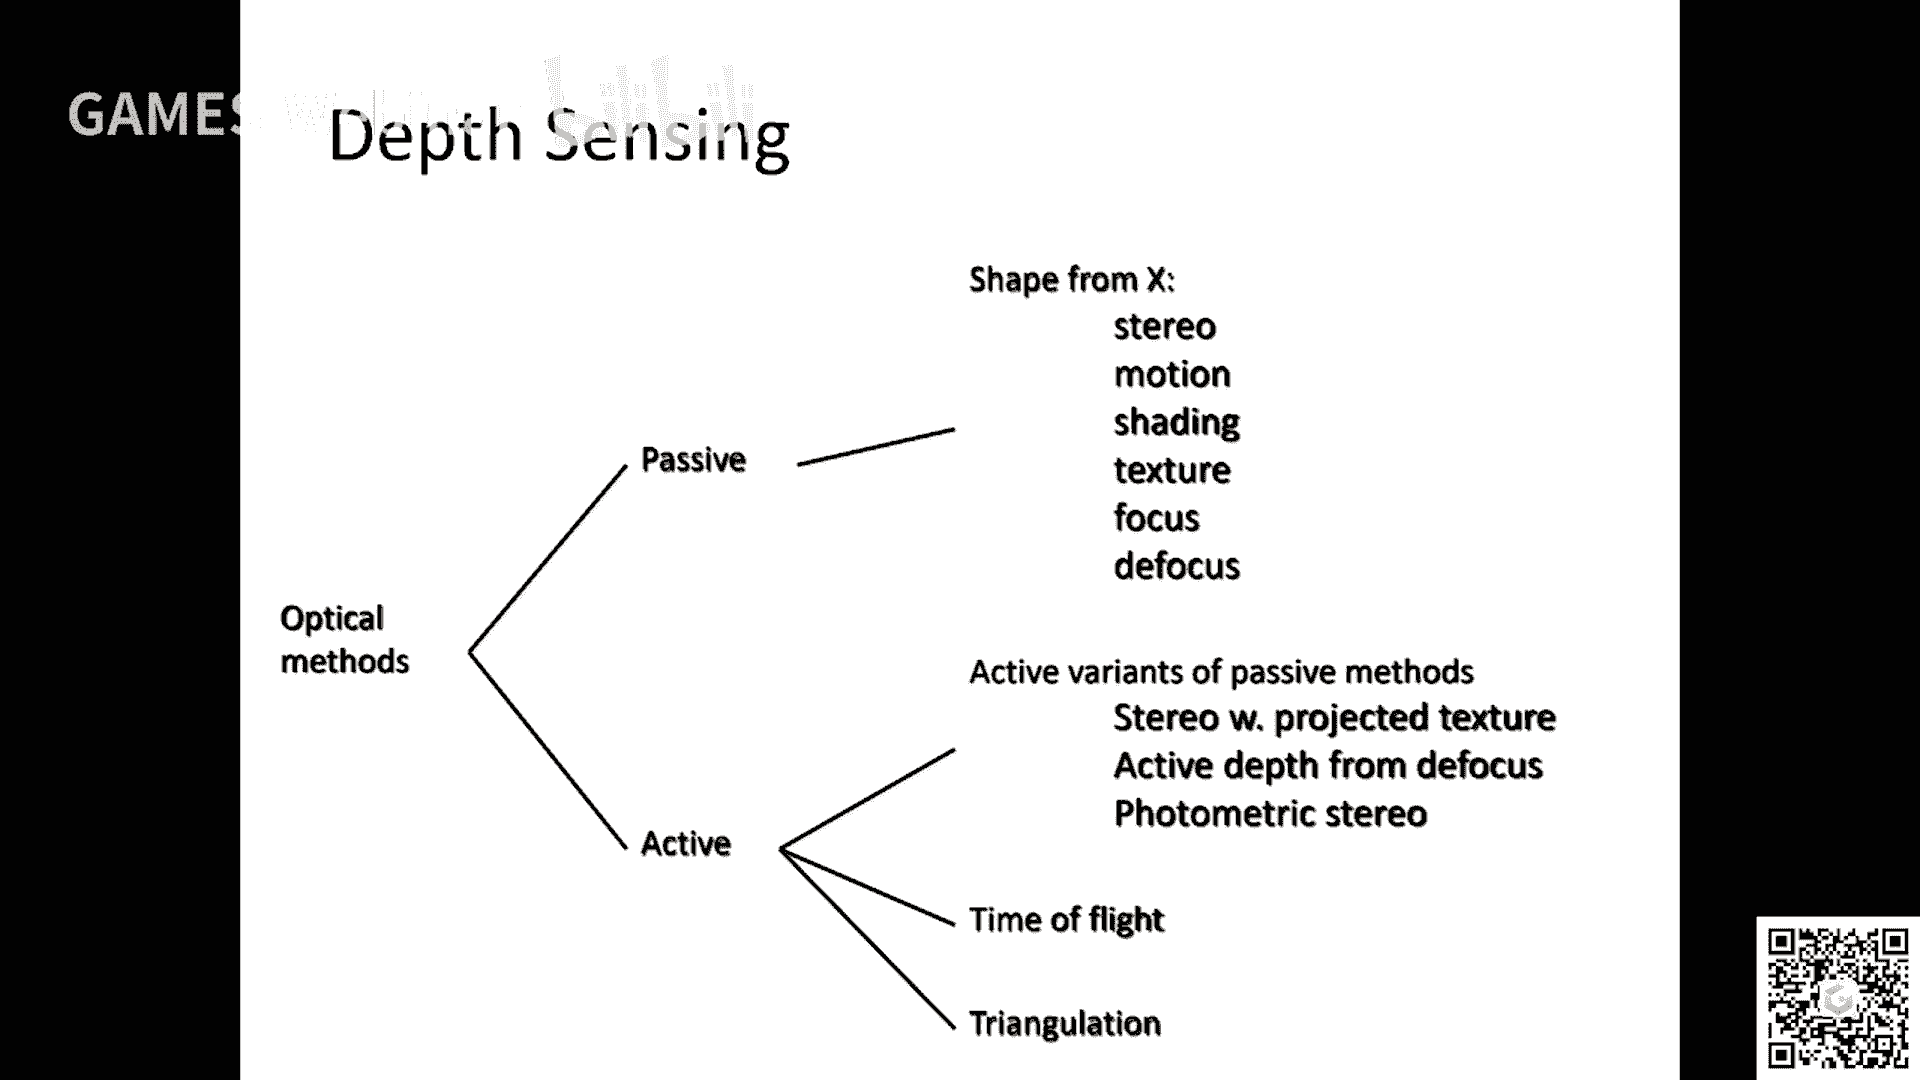 GAMES
Depth Sensing
Shape from X:
stereo
motion
shading
texture
focus
defocus
Passive
Optical
methods
Active variants of passive methods
Stereo w. projected texture
Active depth from defocus
Photometric stereo
Active
Time of flight
Triangulation